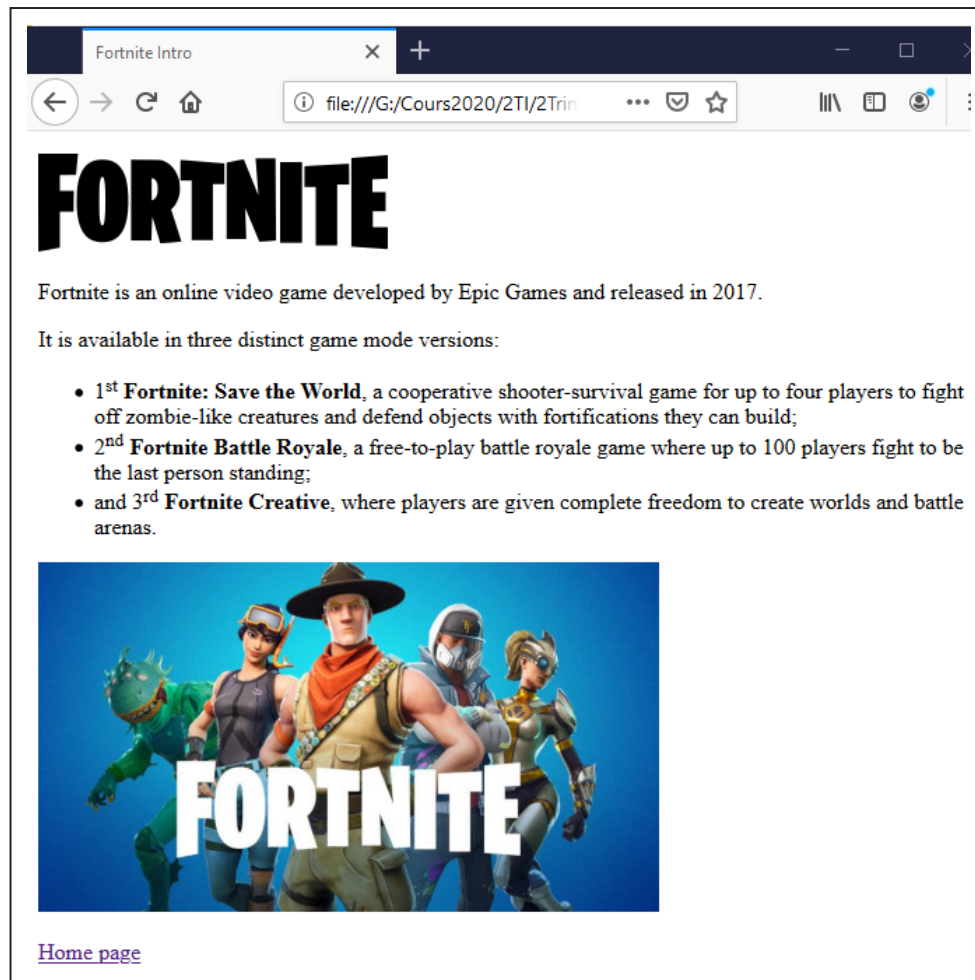 Fortnite Intro
file:///G:/Cours2020/2TI/2Trin
FORTNITE
Fortnite is an online video game developed by Epic Games and released in 2017.
It is available in three distinct game mode versions:
• 1st Fortnite: Save the World, a cooperative shooter-survival game for up to four players to fight
off zombie-like creatures and defend objects with fortifications they can build;
• 2nd Fortnite Battle Royale, a free-to-play battle royale game where up to 100 players fight to be
the last person standing;
• and 3rd Fortnite Creative, where players are given complete freedom to create worlds and battle
arenas.
FORTNITE
Home page